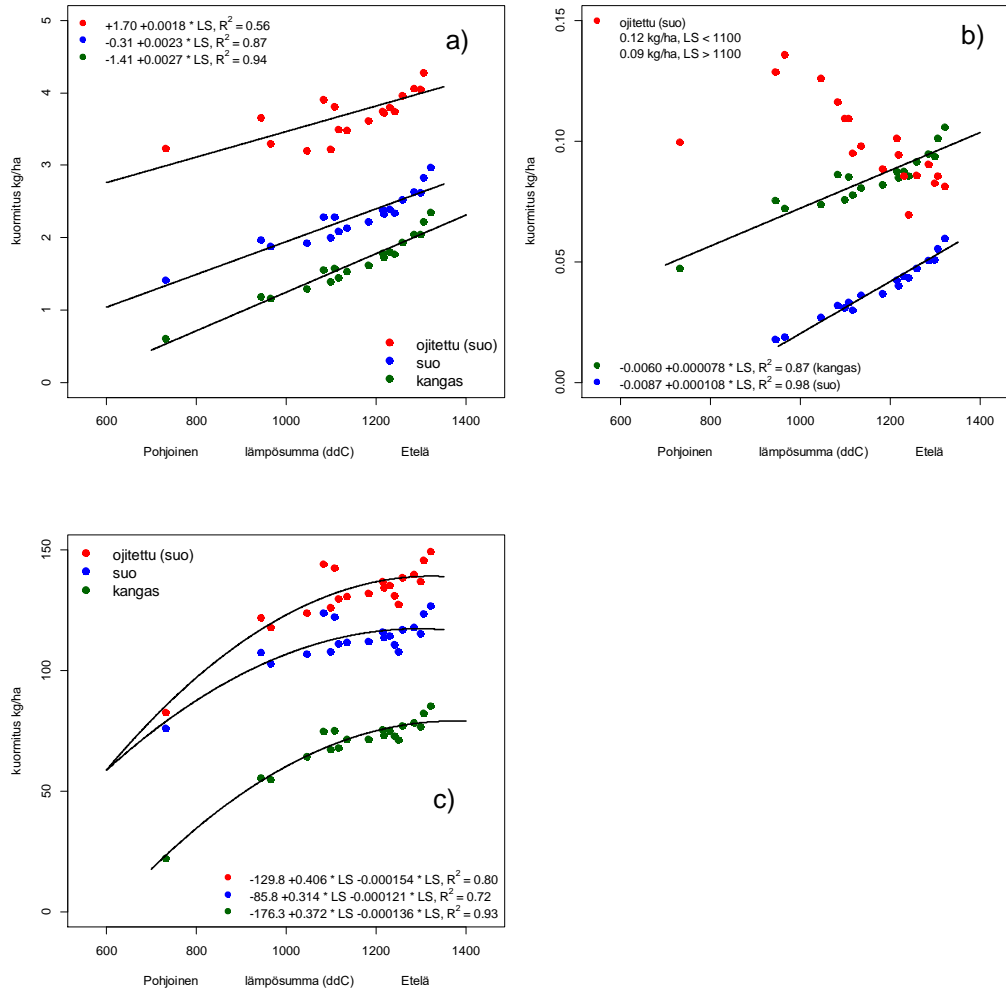 a)
+1.70 +0.0018 * LS, R² = 0.56
-0.31 +0.0023 * LS, R² = 0.87
-1.41 +0.0027 * LS, R² = 0.94
5
4
3
2
1
0
kuormitus kg/ha
ojitettu (suo)
suo
kangas
600 800 1000 1200 1400
Pohjoinen lämpösumma (ddC) Etelä
b)
ojitettu (suo)
0.12 kg/ha, LS < 1100
0.09 kg/ha, LS > 1100
0.15
0.10
0.05
0.00
kuormitus kg/ha
-0.0060 +0.000078 * LS, R² = 0.87 (kangas)
-0.0087 +0.000108 * LS, R² = 0.98 (suo)
600 800 1000 1200 1400
Pohjoinen lämpösumma (ddC) Etelä
ojitettu (suo)
suo
kangas
150
100
50
0
kuormitus kg/ha
c)
-129.8 +0.406 * LS -0.000154 * LS, R² = 0.80
-85.8 +0.314 * LS -0.000121 * LS, R² = 0.72
-176.3 +0.372 * LS -0.000136 * LS, R² = 0.93
600 800 1000 1200 1400
Pohjoinen lämpösumma (ddC) Etelä